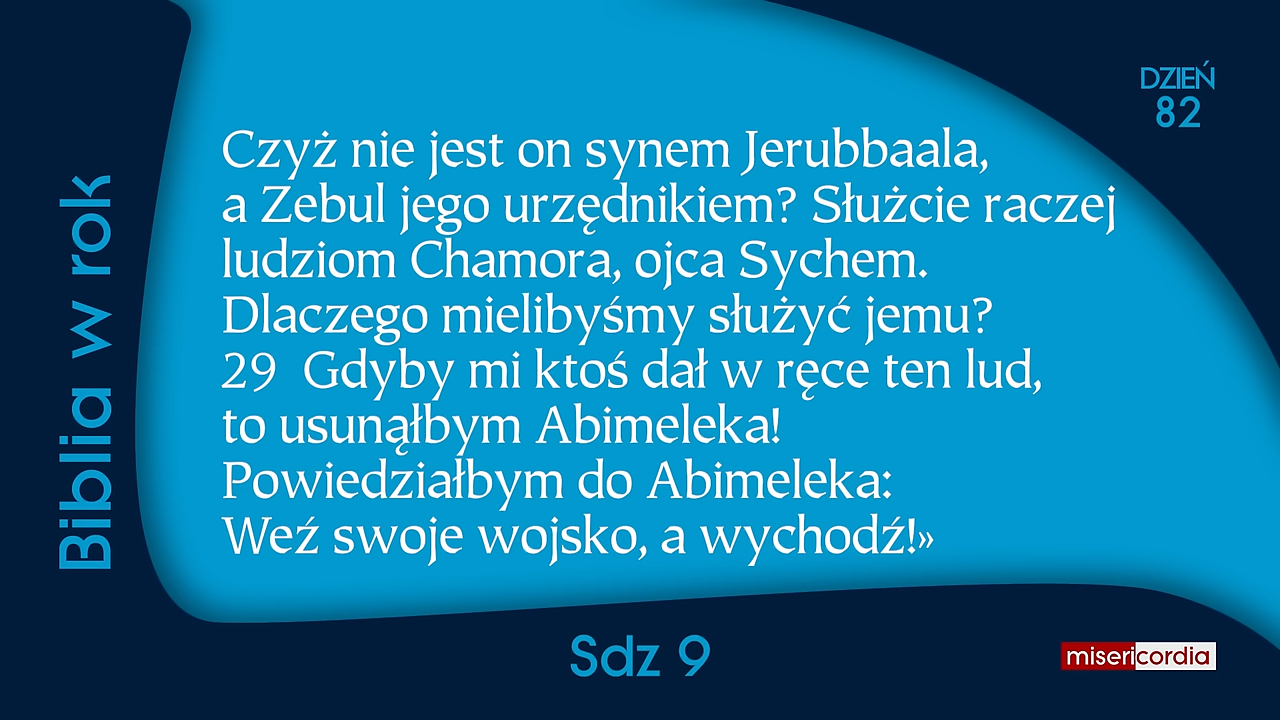 DZIEŃ
82
Biblia w rok
Czyż nie jest on synem Jerubbaala,
a Zebul jego urzędnikiem? Służcie raczej
ludziom Chamora, ojca Sychem.
Dlaczego mielibyśmy służyć jemu?
29 Gdyby mi ktoś dał w ręce ten lud,
to usunąłbym Abimeleka!
Powiedziałbym do Abimeleka:
Weź swoje wojsko, a wychodź!»
Sdz 9
misericordia